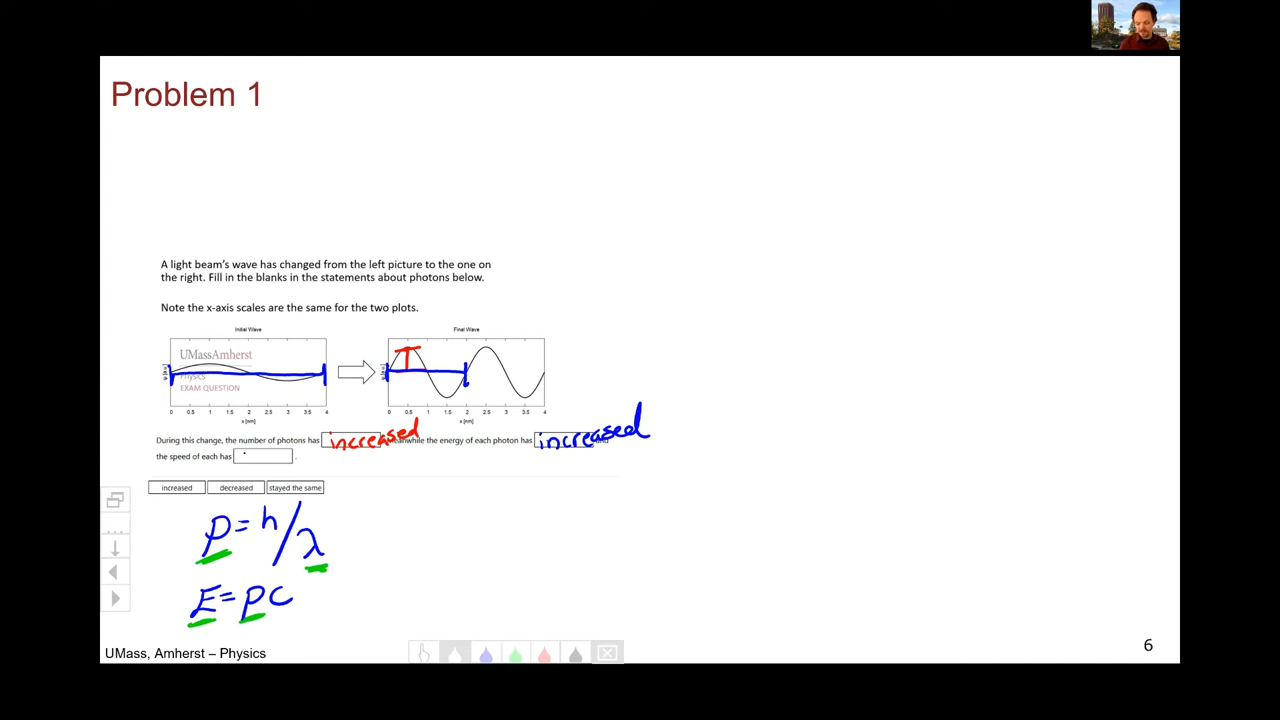 Problem 1
A light beam's wave has changed from the left picture to the one on
the right. Fill in the blanks in the statements about photons below.
Note the x-axis scales are the same for the two plots.
Initial Wave
Final Wave
UMassAmherst
Physics
EXAM QUESTION
0 0.5 1 1.5 2 2.5 3 3.5 4
x [nm]
0 0.5 1 1.5 2 2.5 3 3.5 4
x [nm]
During this change, the number of photons has increased Meanwhile the energy of each photon has increased and
the speed of each has .
increased decreased stayed the same
p = h/λ
E = pc
UMass, Amherst – Physics
6